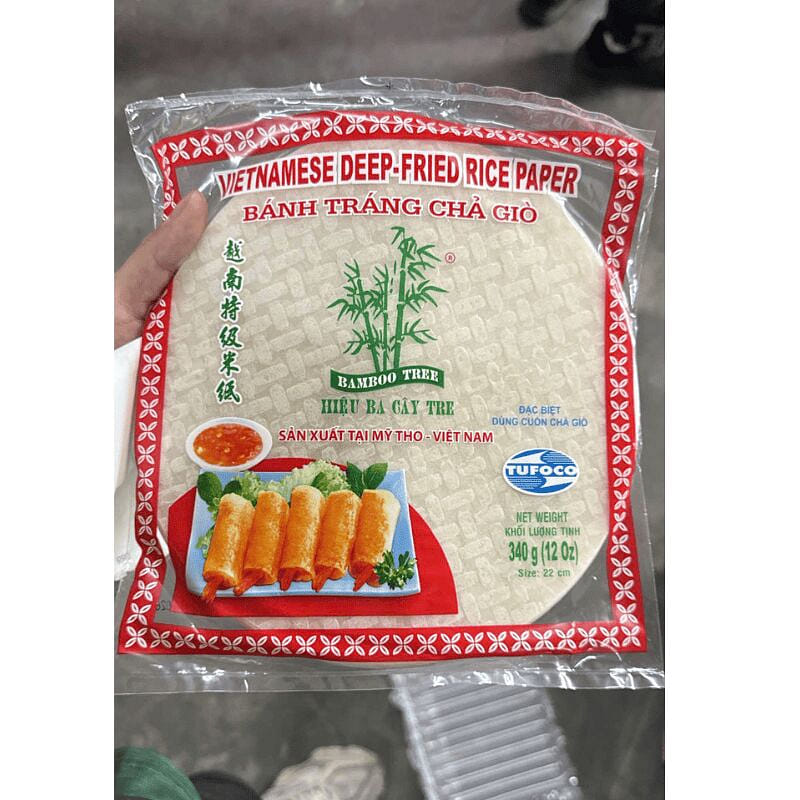 VIETNAMESE DEEP-FRIED RICE PAPER
BÁNH TRÁNG CHẢ GIÒ
越南特级米纸
®
BAMBOO TREE
HIỆU BA CÂY TRE
SẢN XUẤT TẠI MỸ THO - VIỆT NAM
ĐẶC BIỆT
DÙNG CUỐN CHẢ GIÒ
TUFOCO
NET WEIGHT
KHỐI LƯỢNG TỊNH
340 g (12 Oz)
Size: 22 cm